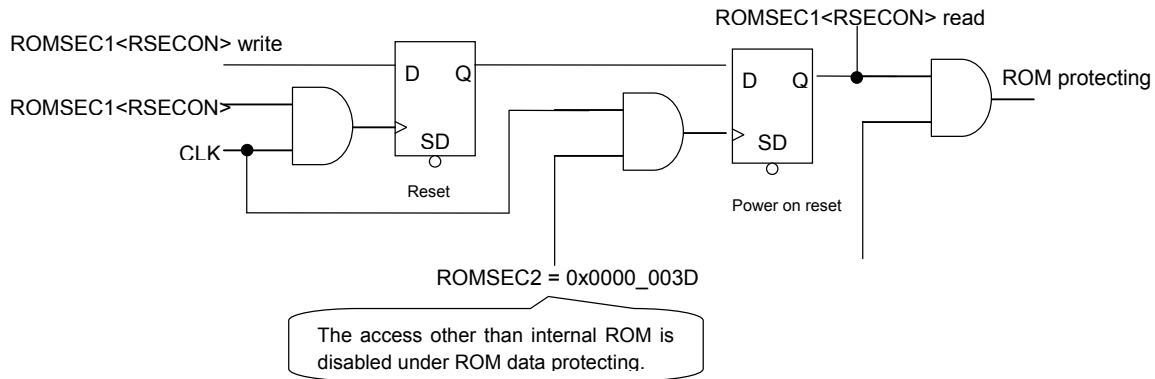 ROMSEC1<RSECON> read
ROMSEC1<RSECON> write
D Q
D Q
ROM protecting
ROMSEC1<RSECON>
SD
SD
CLK
Reset
Power on reset
ROMSEC2 = 0x0000_003D
The access other than internal ROM is
disabled under ROM data protecting.